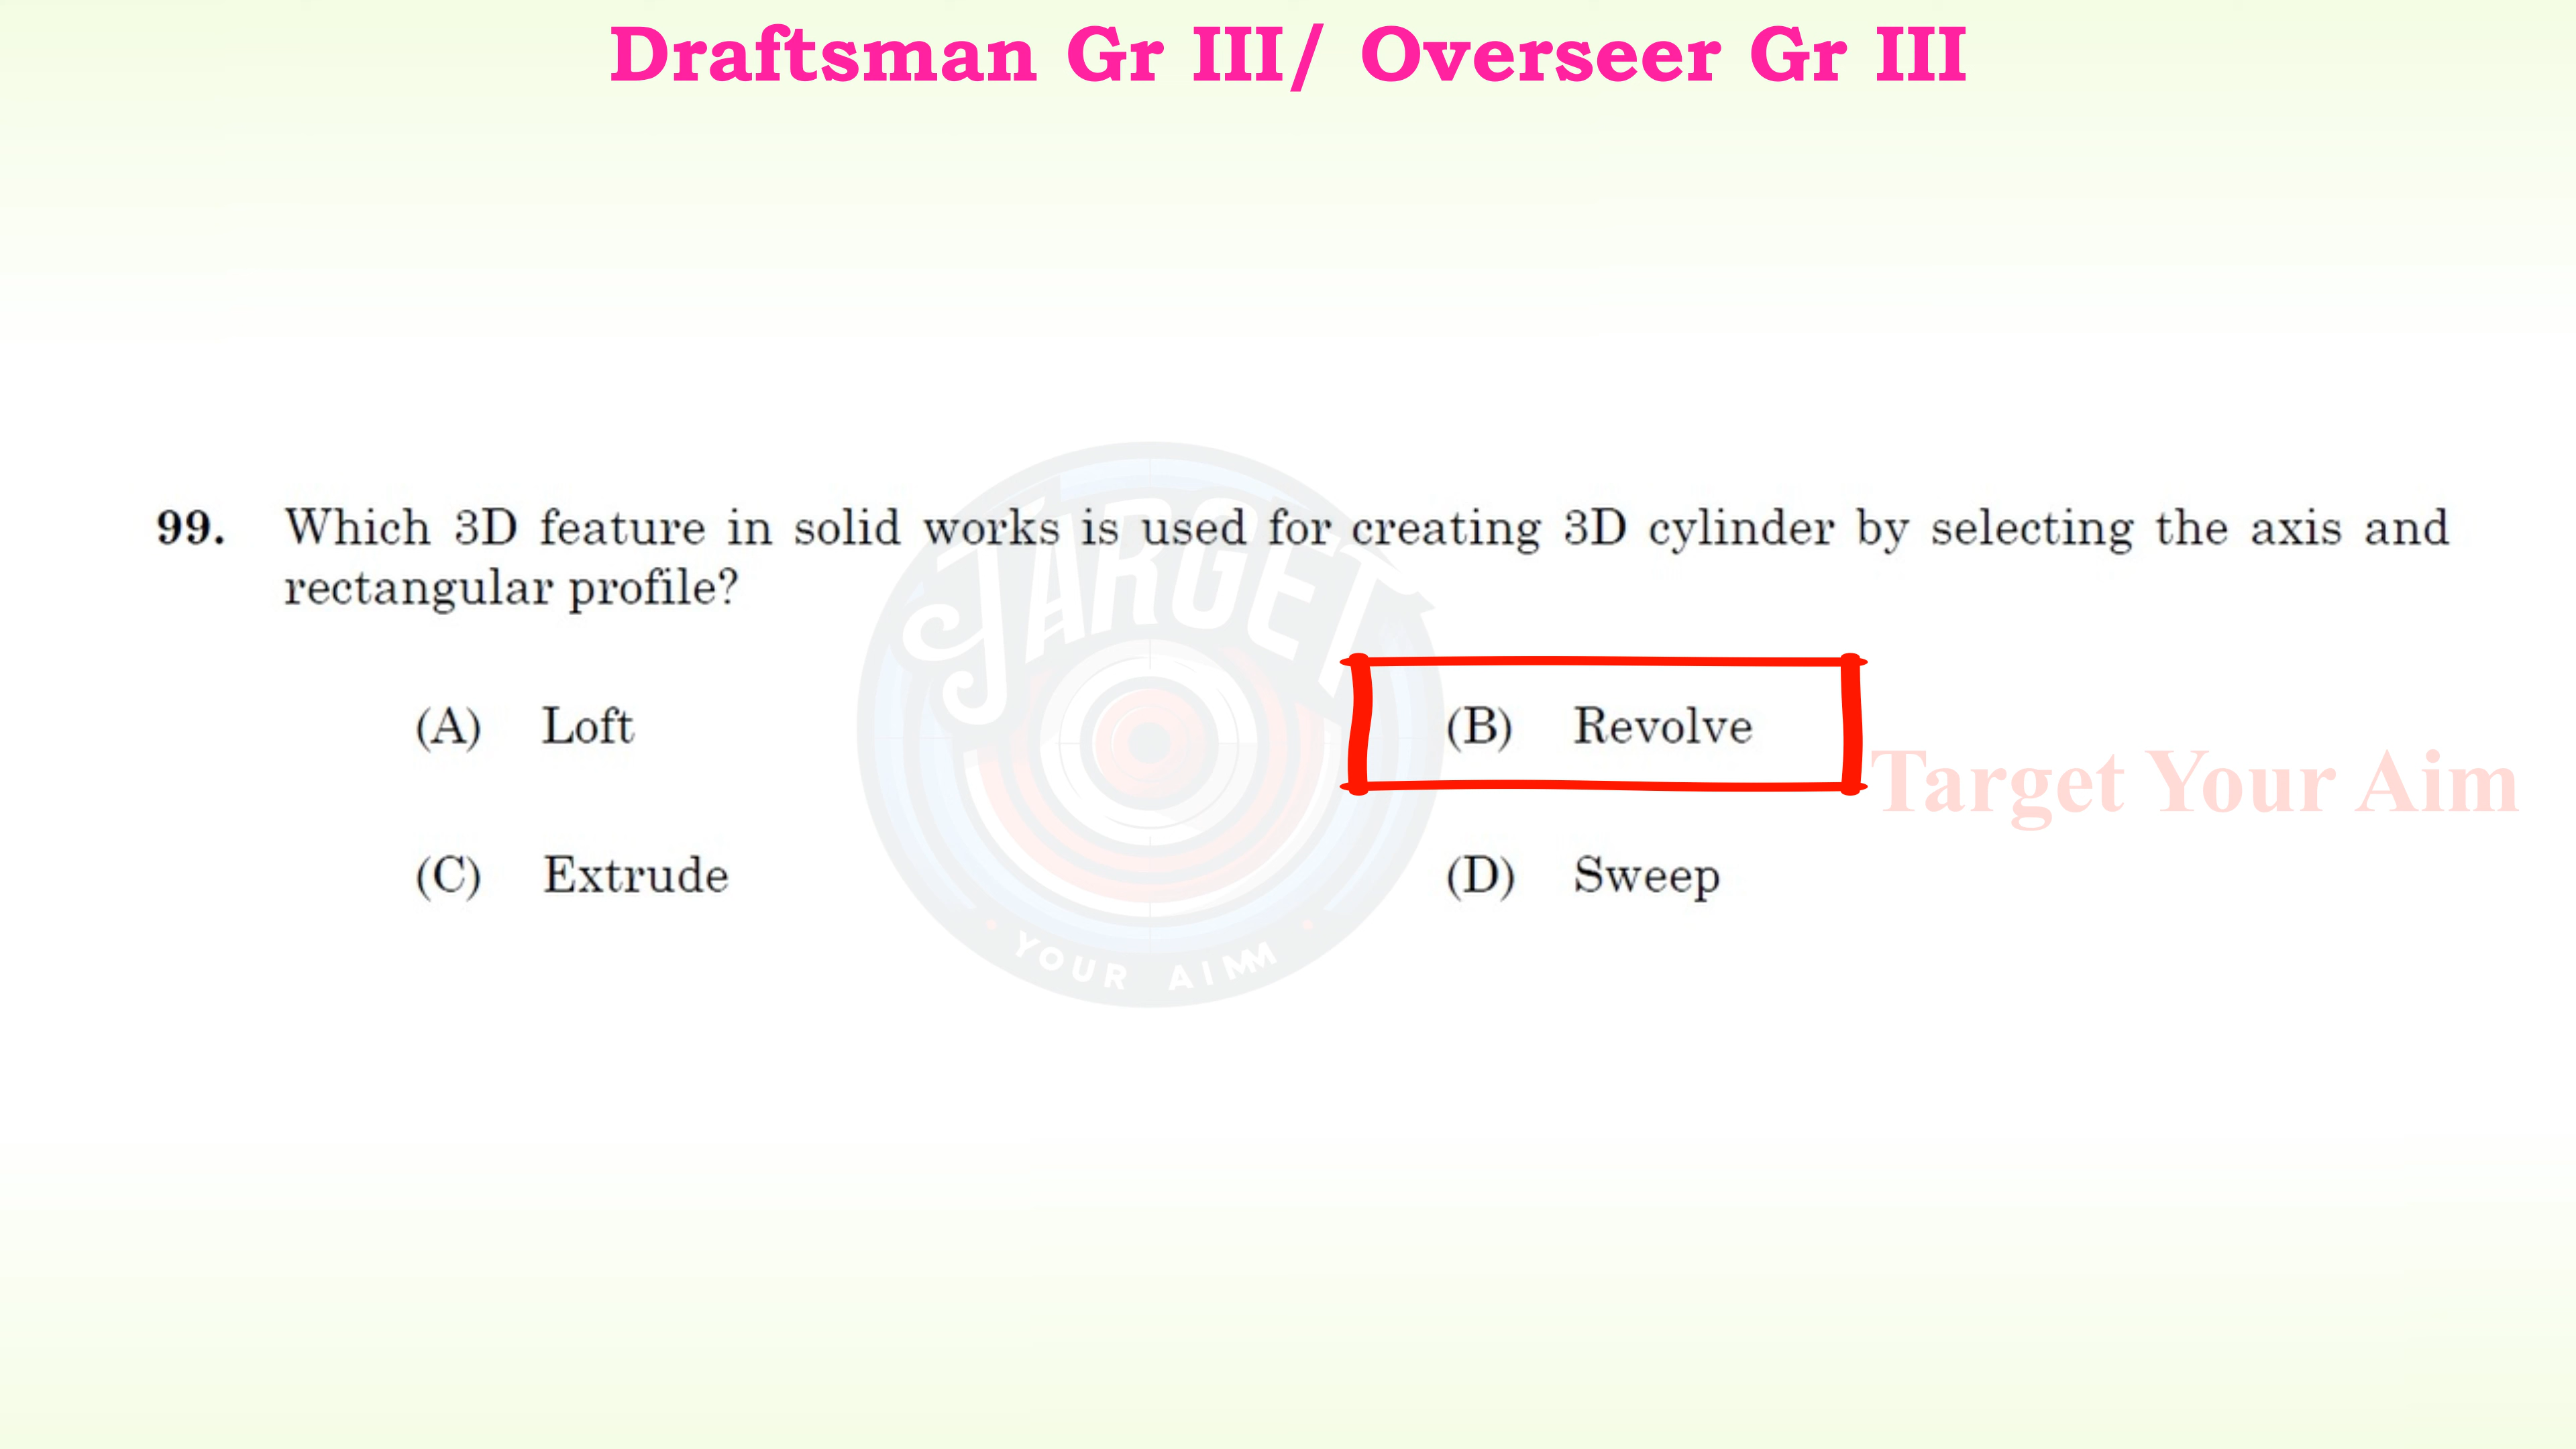 Draftsman Gr III/ Overseer Gr III
99. Which 3D feature in solid works is used for creating 3D cylinder by selecting the axis and
rectangular profile?
(A) Loft (B) Revolve
(C) Extrude (D) Sweep
TARGET
YOUR AIMM
Target Your Aim